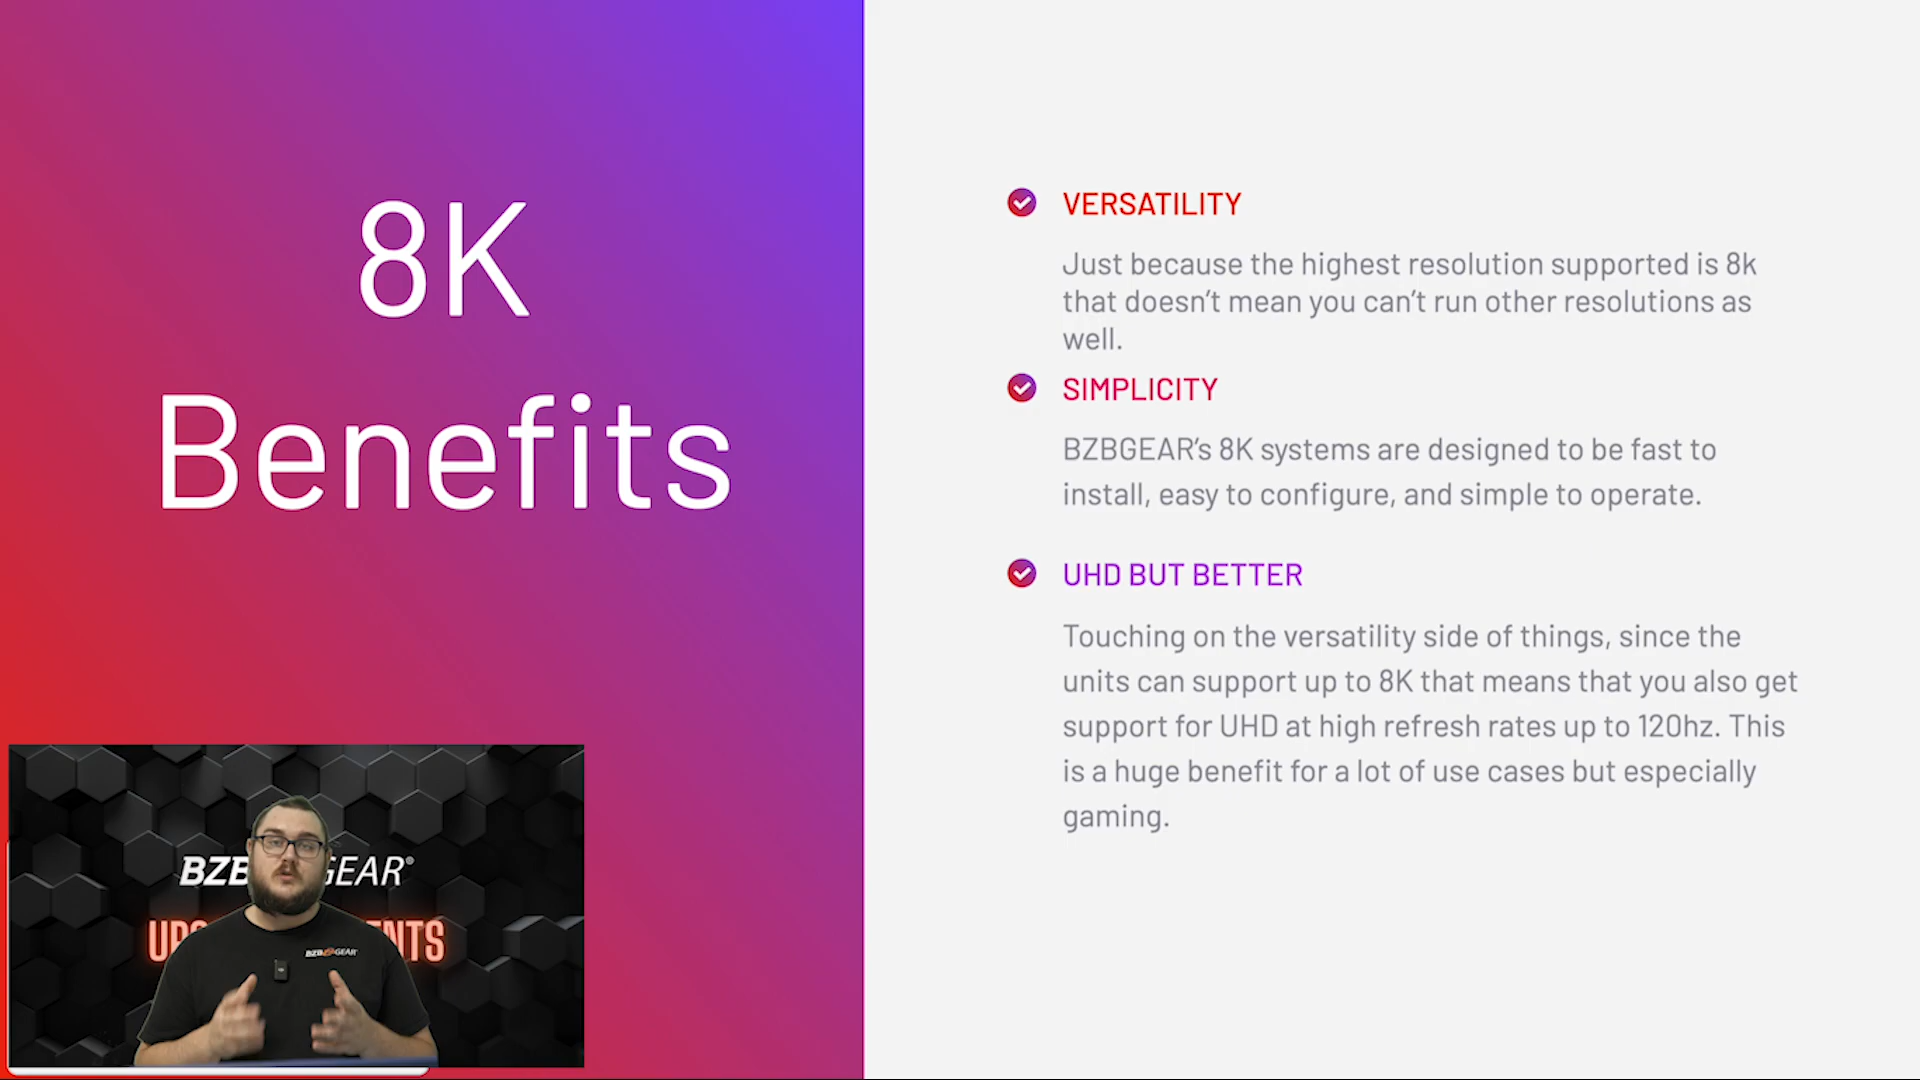 8K
Benefits
VERSATILITY
Just because the highest resolution supported is 8k
that doesn’t mean you can’t run other resolutions as
well.
SIMPLICITY
BZBGEAR’s 8K systems are designed to be fast to
install, easy to configure, and simple to operate.
UHD BUT BETTER
Touching on the versatility side of things, since the
units can support up to 8K that means that you also get
support for UHD at high refresh rates up to 120hz. This
is a huge benefit for a lot of use cases but especially
gaming.
BZB GEAR®
BZB GEAR